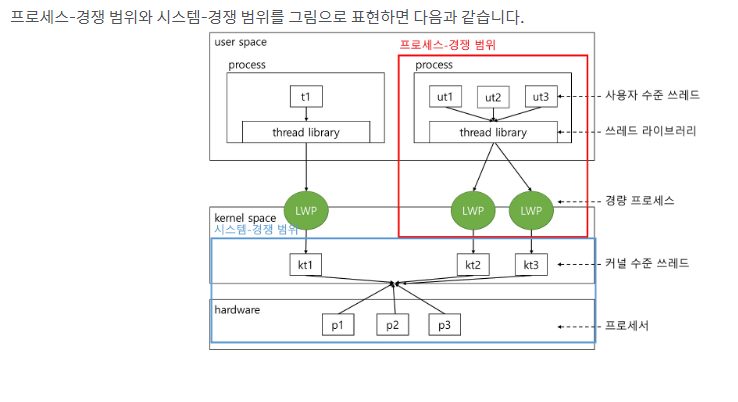 프로세스-경쟁 범위와 시스템-경쟁 범위를 그림으로 표현하면 다음과 같습니다.
user space
프로세스-경쟁 범위
process
process
t1
ut1
ut2
ut3
사용자 수준 쓰레드
thread library
thread library
쓰레드 라이브러리
LWP
LWP
LWP
경량 프로세스
kernel space
시스템-경쟁 범위
kt1
kt2
kt3
커널 수준 쓰레드
hardware
p1
p2
p3
프로세서